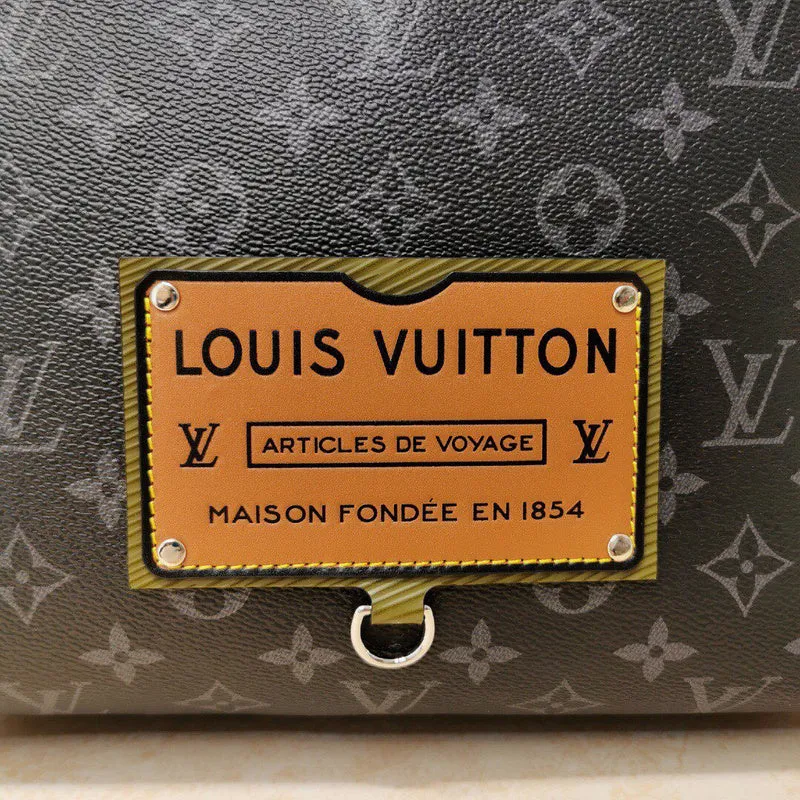 LOUIS VUITTON
LV ARTICLES DE VOYAGE LV
MAISON FONDÉE EN 1854